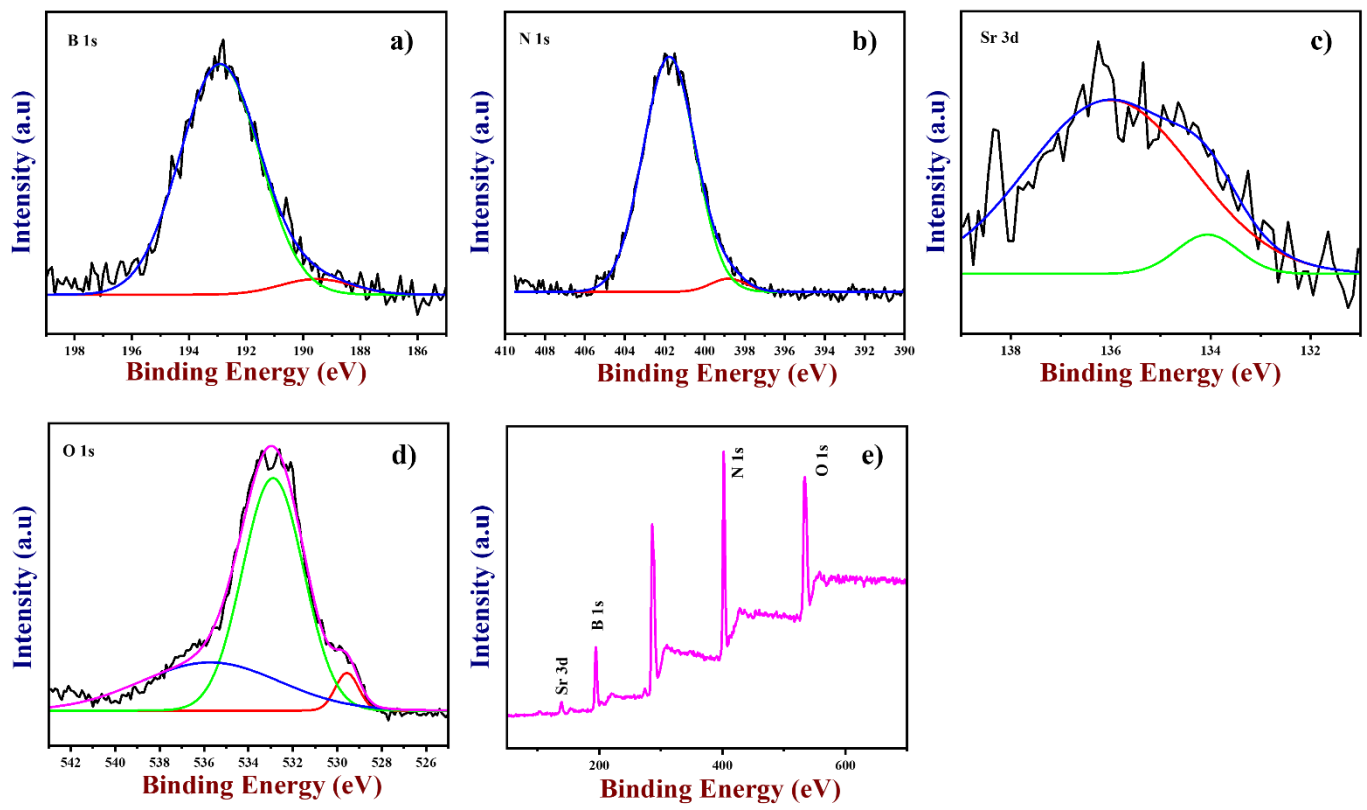 B 1s
a)
Intensity (a.u)
198 196 194 192 190 188 186
Binding Energy (eV)
N 1s
b)
Intensity (a.u)
410 408 406 404 402 400 398 396 394 392 390
Binding Energy (eV)
Sr 3d
c)
Intensity (a.u)
138 136 134 132
Binding Energy (eV)
O 1s
d)
Intensity (a.u)
542 540 538 536 534 532 530 528 526
Binding Energy (eV)
Sr 3d
B 1s
N 1s
O 1s
e)
Intensity (a.u)
200 400 600
Binding Energy (eV)